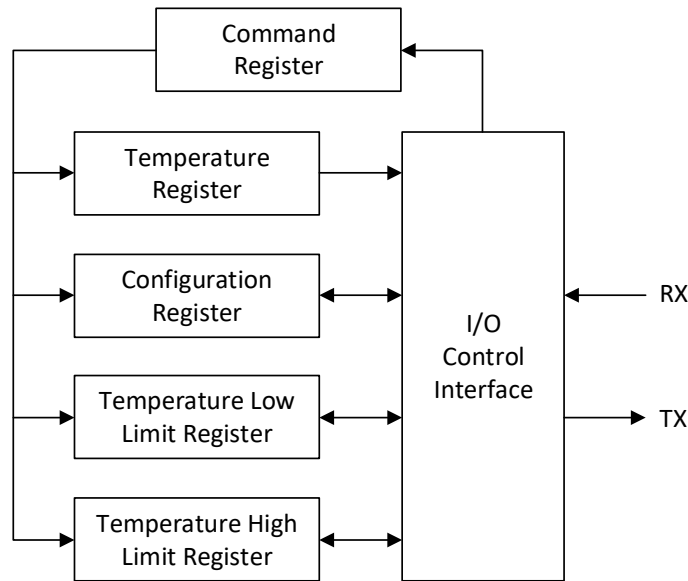 Command
Register
Temperature
Register
Configuration
Register
Temperature Low
Limit Register
Temperature High
Limit Register
I/O
Control
Interface
RX
TX